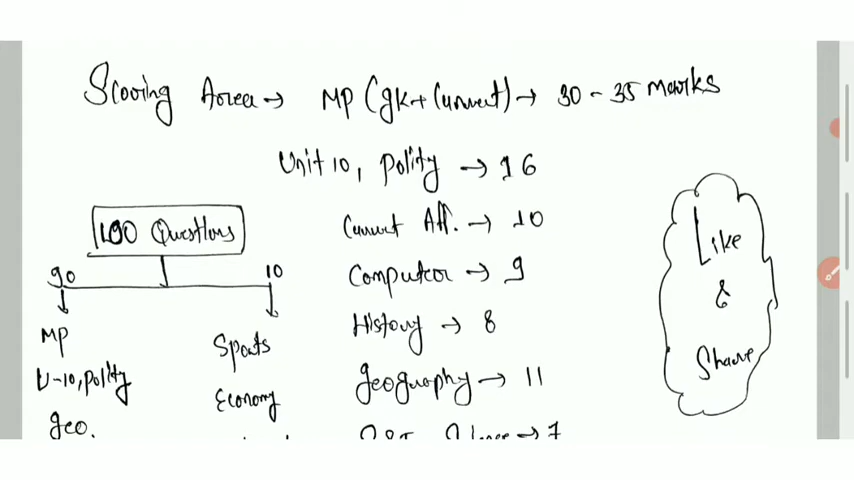 Scoring Area → MP (gk + Current) → 30 - 35 Marks
Unit 10, Polity → 16
100 Questions
Current Aff. → 10
90
10
Computer → 9
MP
Sports
History → 8
U-10, Polity
Economy
Geography → 11
geo.
→ 7
Like
&
Share